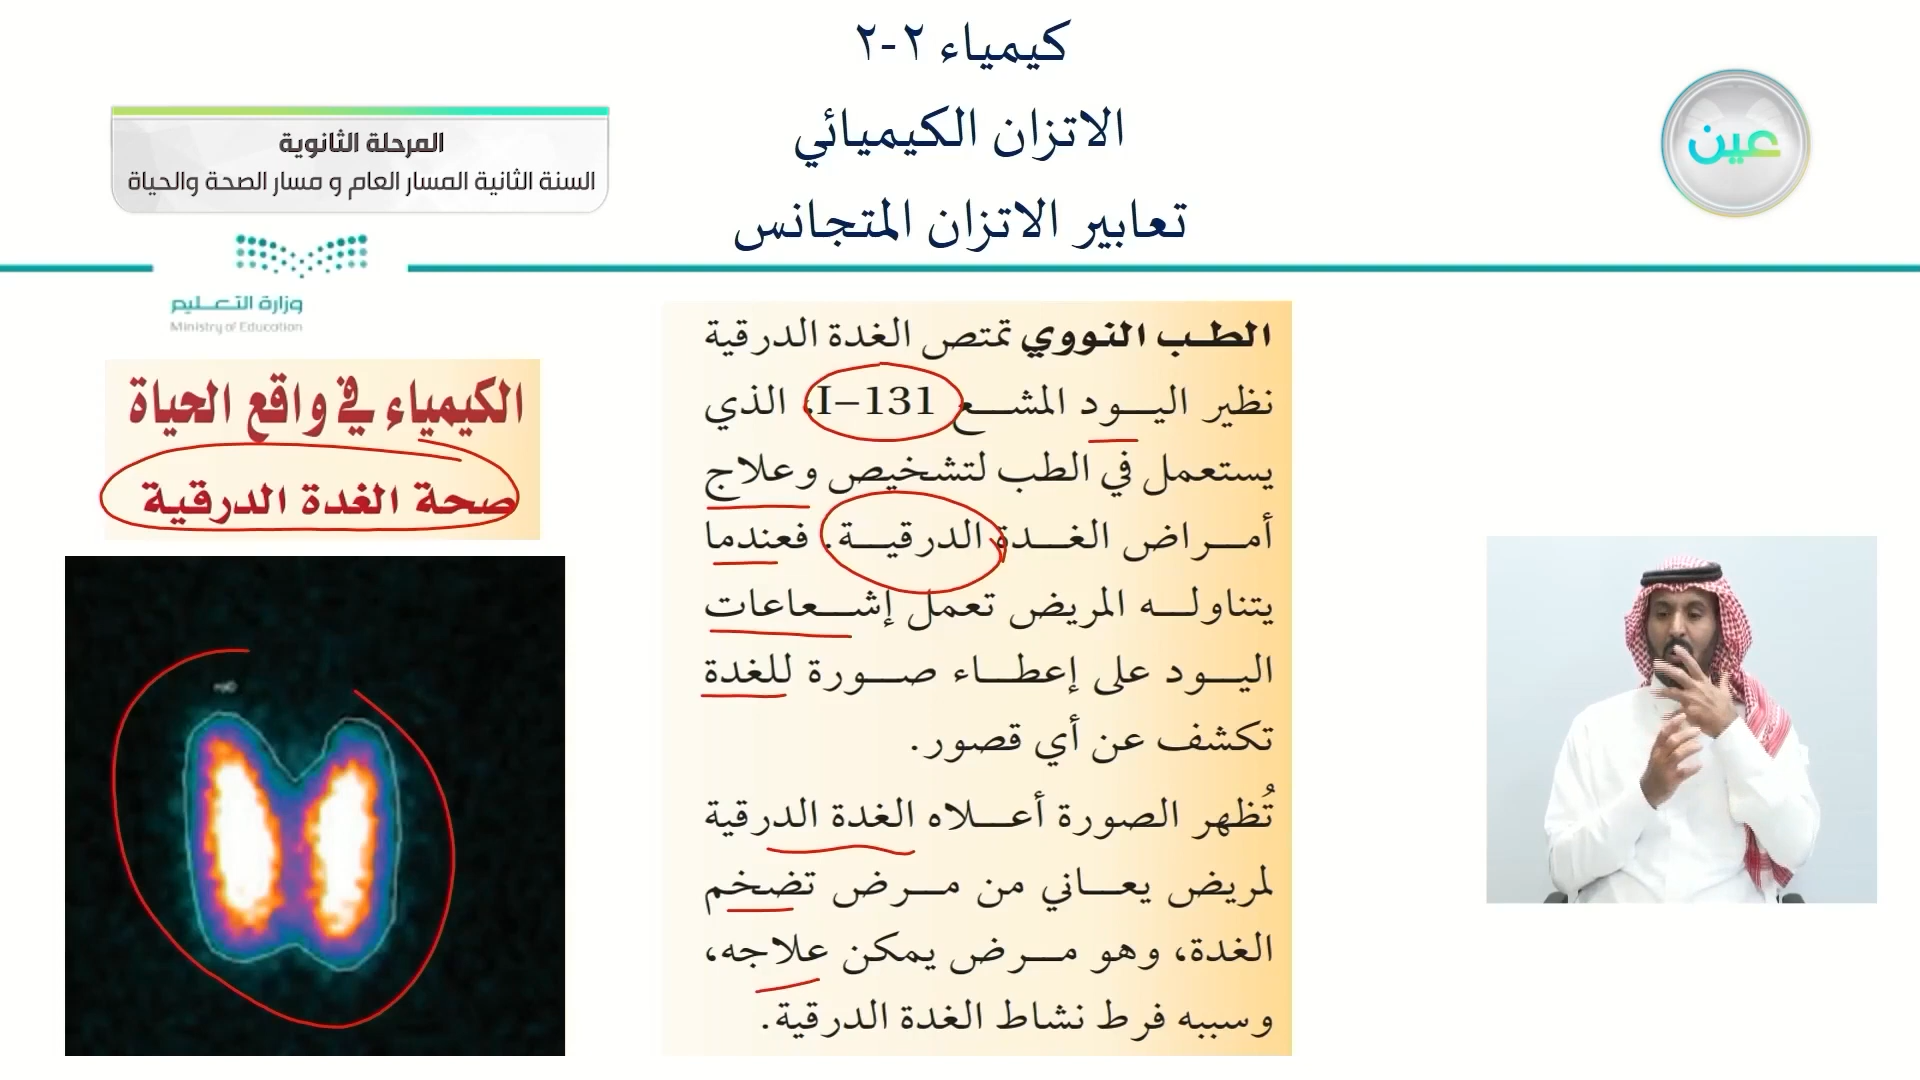 كيمياء ٢-٢
الاتزان الكيميائي
تعابير الاتزان المتجانس
عين
المرحلة الثانوية
السنة الثانية المسار العام و مسار الصحة والحياة
وزارة التعليم
Ministry of Education
الكيمياء في واقع الحياة
صحة الغدة الدرقية
الطب النووي تمتص الغدة الدرقية
نظير اليود المشع I–131، الذي
يستعمل في الطب لتشخيص وعلاج
أمراض الغدة الدرقية. فعندما
يتناوله المريض تعمل إشعاعات
اليود على إعطاء صورة للغدة
تكشف عن أي قصور.
تُظهر الصورة أعلاه الغدة الدرقية
لمريض يعاني من مرض تضخم
الغدة، وهو مرض يمكن علاجه،
وسببه فرط نشاط الغدة الدرقية.